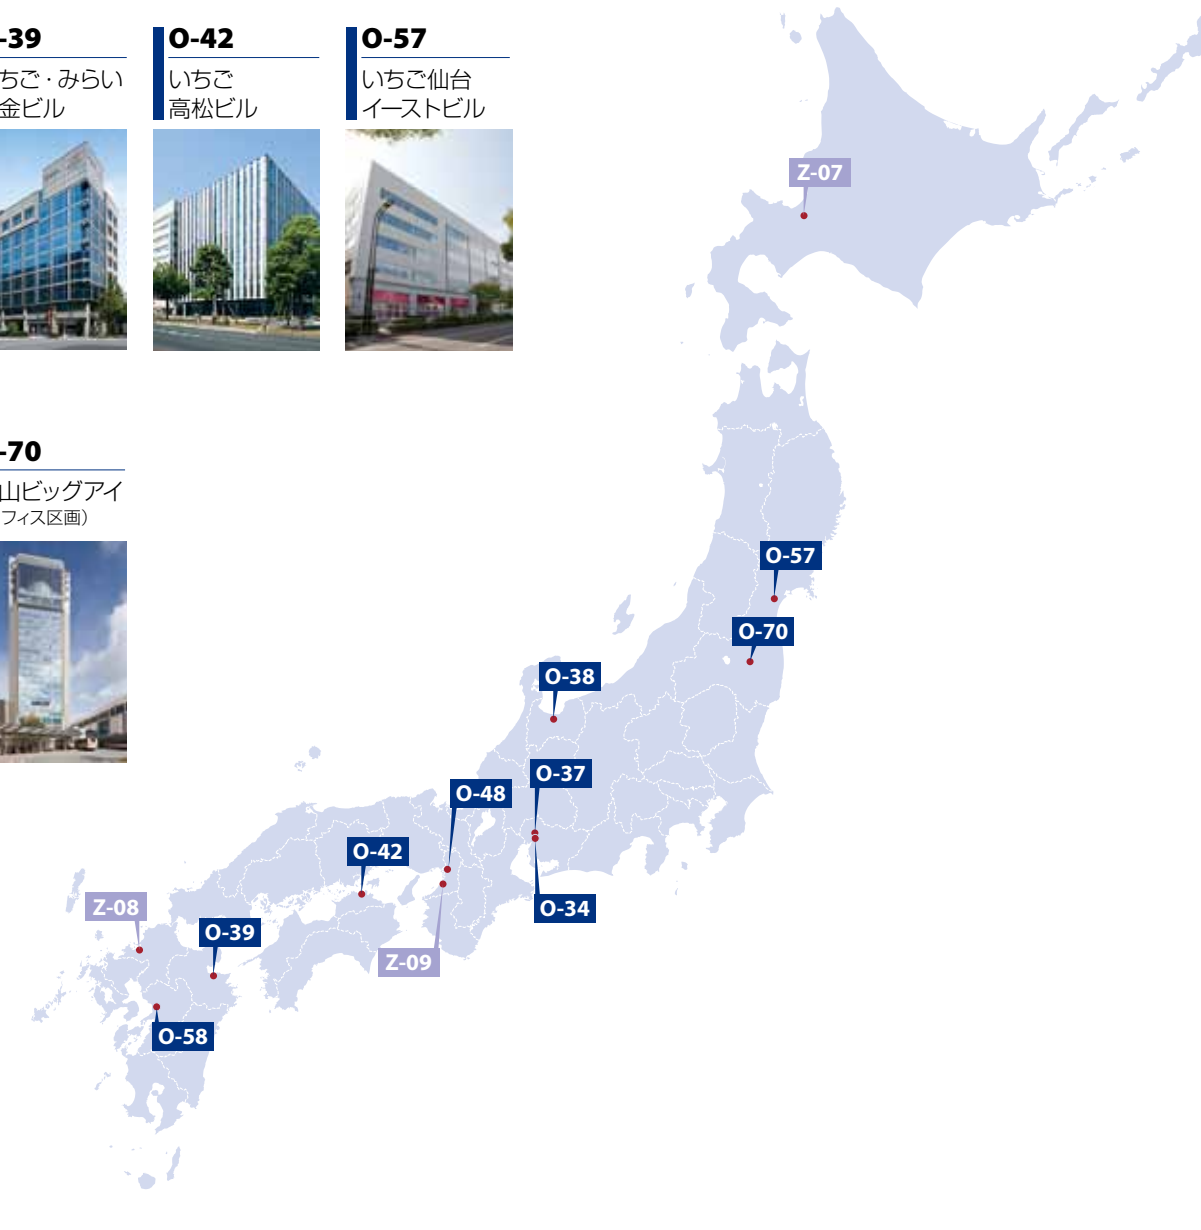 -39
ちご・みらい
金ビル
O-42
いちご
高松ビル
O-57
いちご仙台
イーストビル
-70
山ビッグアイ
フィス区画)
Z-07
O-57
O-70
O-38
O-37
O-48
O-42
O-34
Z-08
O-39
Z-09
O-58